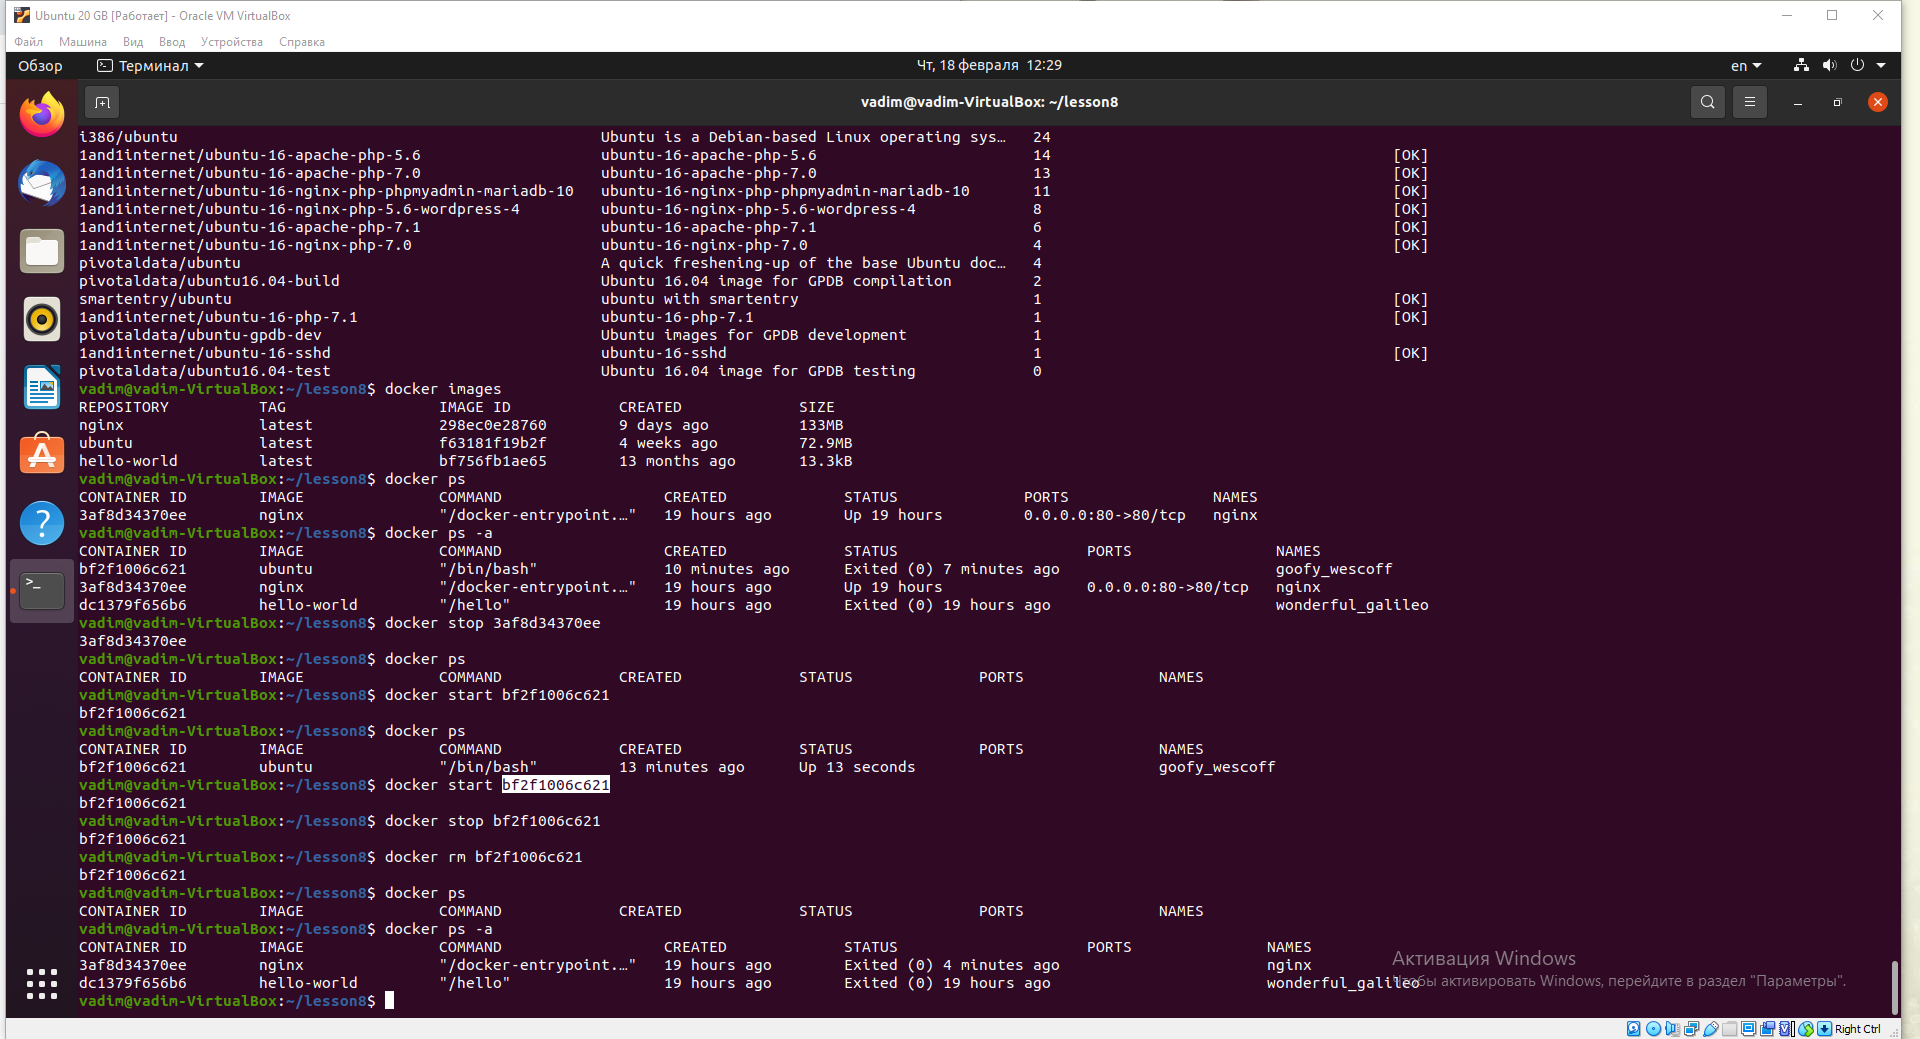 Ubuntu 20 GB [Работает] - Oracle VM VirtualBox
Файл Машина Вид Ввод Устройства Справка
Обзор Терминал Чт, 18 февраля 12:29 en
vadim@vadim-VirtualBox: ~/lesson8
i386/ubuntu Ubuntu is a Debian-based Linux operating sys… 24
1and1internet/ubuntu-16-apache-php-5.6 ubuntu-16-apache-php-5.6 14 [OK]
1and1internet/ubuntu-16-apache-php-7.0 ubuntu-16-apache-php-7.0 13 [OK]
1and1internet/ubuntu-16-nginx-php-phpmyadmin-mariadb-10 ubuntu-16-nginx-php-phpmyadmin-mariadb-10 11 [OK]
1and1internet/ubuntu-16-nginx-php-5.6-wordpress-4 ubuntu-16-nginx-php-5.6-wordpress-4 8 [OK]
1and1internet/ubuntu-16-apache-php-7.1 ubuntu-16-apache-php-7.1 6 [OK]
1and1internet/ubuntu-16-nginx-php-7.0 ubuntu-16-nginx-php-7.0 4 [OK]
pivotaldata/ubuntu A quick freshening-up of the base Ubuntu doc… 4
pivotaldata/ubuntu16.04-build Ubuntu 16.04 image for GPDB compilation 2
smartentry/ubuntu ubuntu with smartentry 1 [OK]
1and1internet/ubuntu-16-php-7.1 ubuntu-16-php-7.1 1 [OK]
pivotaldata/ubuntu-gpdb-dev Ubuntu images for GPDB development 1
1and1internet/ubuntu-16-sshd ubuntu-16-sshd 1 [OK]
pivotaldata/ubuntu16.04-test Ubuntu 16.04 image for GPDB testing 0
vadim@vadim-VirtualBox:~/lesson8$ docker images
REPOSITORY TAG IMAGE ID CREATED SIZE
nginx latest 298ec0e28760 9 days ago 133MB
ubuntu latest f63181f19b2f 4 weeks ago 72.9MB
hello-world latest bf756fb1ae65 13 months ago 13.3kB
vadim@vadim-VirtualBox:~/lesson8$ docker ps
CONTAINER ID IMAGE COMMAND CREATED STATUS PORTS NAMES
3af8d34370ee nginx "/docker-entrypoint.…" 19 hours ago Up 19 hours 0.0.0.0:80->80/tcp nginx
vadim@vadim-VirtualBox:~/lesson8$ docker ps -a
CONTAINER ID IMAGE COMMAND CREATED STATUS PORTS NAMES
bf2f1006c621 ubuntu "/bin/bash" 10 minutes ago Exited (0) 7 minutes ago goofy_wescoff
3af8d34370ee nginx "/docker-entrypoint.…" 19 hours ago Up 19 hours 0.0.0.0:80->80/tcp nginx
dc1379f656b6 hello-world "/hello" 19 hours ago Exited (0) 19 hours ago wonderful_galileo
vadim@vadim-VirtualBox:~/lesson8$ docker stop 3af8d34370ee
3af8d34370ee
vadim@vadim-VirtualBox:~/lesson8$ docker ps
CONTAINER ID IMAGE COMMAND CREATED STATUS PORTS NAMES
vadim@vadim-VirtualBox:~/lesson8$ docker start bf2f1006c621
bf2f1006c621
vadim@vadim-VirtualBox:~/lesson8$ docker ps
CONTAINER ID IMAGE COMMAND CREATED STATUS PORTS NAMES
bf2f1006c621 ubuntu "/bin/bash" 13 minutes ago Up 13 seconds goofy_wescoff
vadim@vadim-VirtualBox:~/lesson8$ docker start bf2f1006c621
bf2f1006c621
vadim@vadim-VirtualBox:~/lesson8$ docker stop bf2f1006c621
bf2f1006c621
vadim@vadim-VirtualBox:~/lesson8$ docker rm bf2f1006c621
bf2f1006c621
vadim@vadim-VirtualBox:~/lesson8$ docker ps
CONTAINER ID IMAGE COMMAND CREATED STATUS PORTS NAMES
vadim@vadim-VirtualBox:~/lesson8$ docker ps -a
CONTAINER ID IMAGE COMMAND CREATED STATUS PORTS NAMES
3af8d34370ee nginx "/docker-entrypoint.…" 19 hours ago Exited (0) 4 minutes ago nginx
dc1379f656b6 hello-world "/hello" 19 hours ago Exited (0) 19 hours ago wonderful_galileo
vadim@vadim-VirtualBox:~/lesson8$
Активация Windows
Чтобы активировать Windows, перейдите в раздел "Параметры".
Right Ctrl